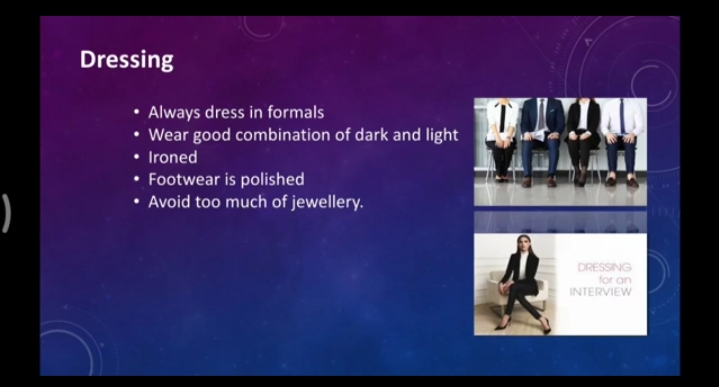 Dressing
• Always dress in formals
• Wear good combination of dark and light
• Ironed
• Footwear is polished
• Avoid too much of jewellery.
DRESSING
for an
INTERVIEW